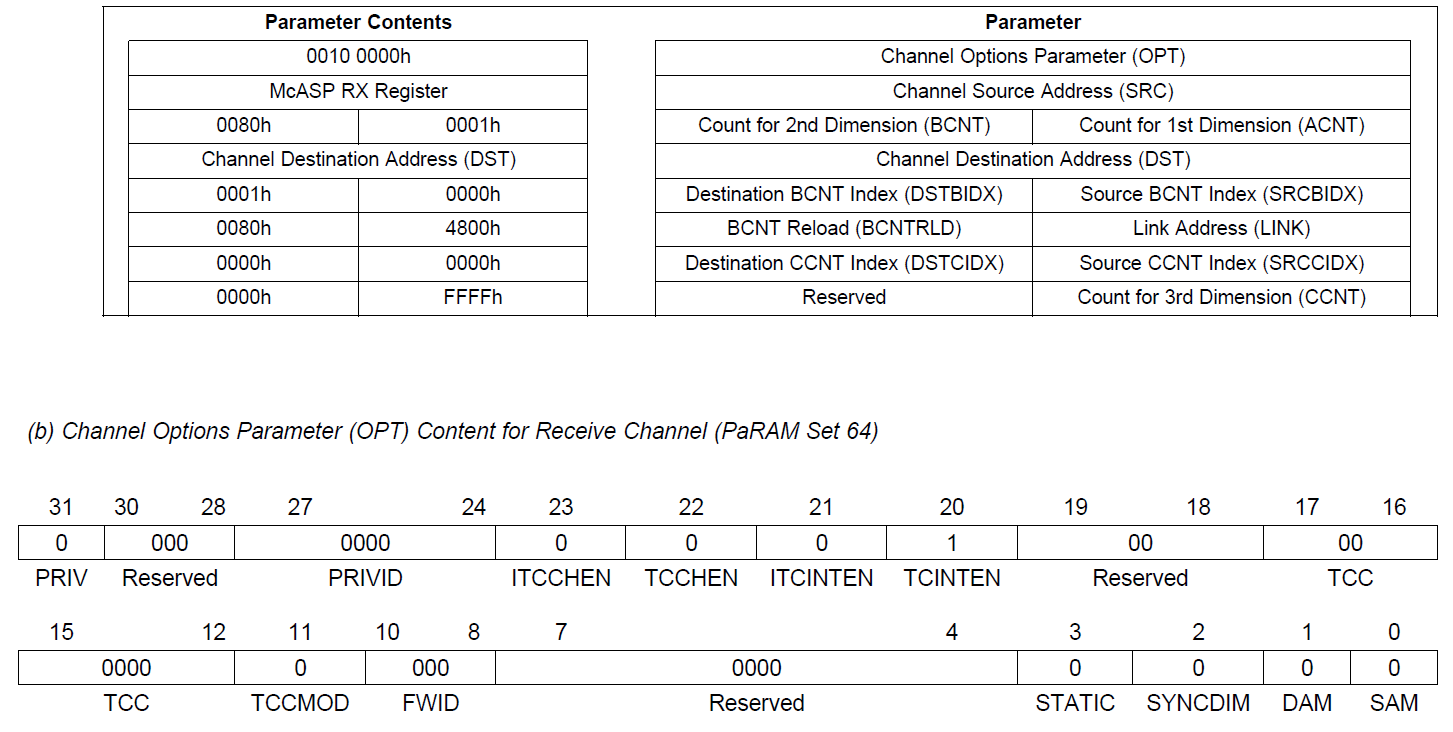 Parameter Contents Parameter
0010 0000h Channel Options Parameter (OPT)
McASP RX Register Channel Source Address (SRC)
0080h 0001h Count for 2nd Dimension (BCNT) Count for 1st Dimension (ACNT)
Channel Destination Address (DST) Channel Destination Address (DST)
0001h 0000h Destination BCNT Index (DSTBIDX) Source BCNT Index (SRCBIDX)
0080h 4800h BCNT Reload (BCNTRLD) Link Address (LINK)
0000h 0000h Destination CCNT Index (DSTCIDX) Source CCNT Index (SRCCIDX)
0000h FFFFh Reserved Count for 3rd Dimension (CCNT)
(b) Channel Options Parameter (OPT) Content for Receive Channel (PaRAM Set 64)
31 30 28 27 24 23 22 21 20 19 18 17 16
0 000 0000 0 0 0 1 00 00
PRIV Reserved PRIVID ITCCHEN TCCHEN ITCINTEN TCINTEN Reserved TCC
15 12 11 10 8 7 4 3 2 1 0
0000 0 000 0000 0 0 0 0
TCC TCCMOD FWID Reserved STATIC SYNCDIM DAM SAM